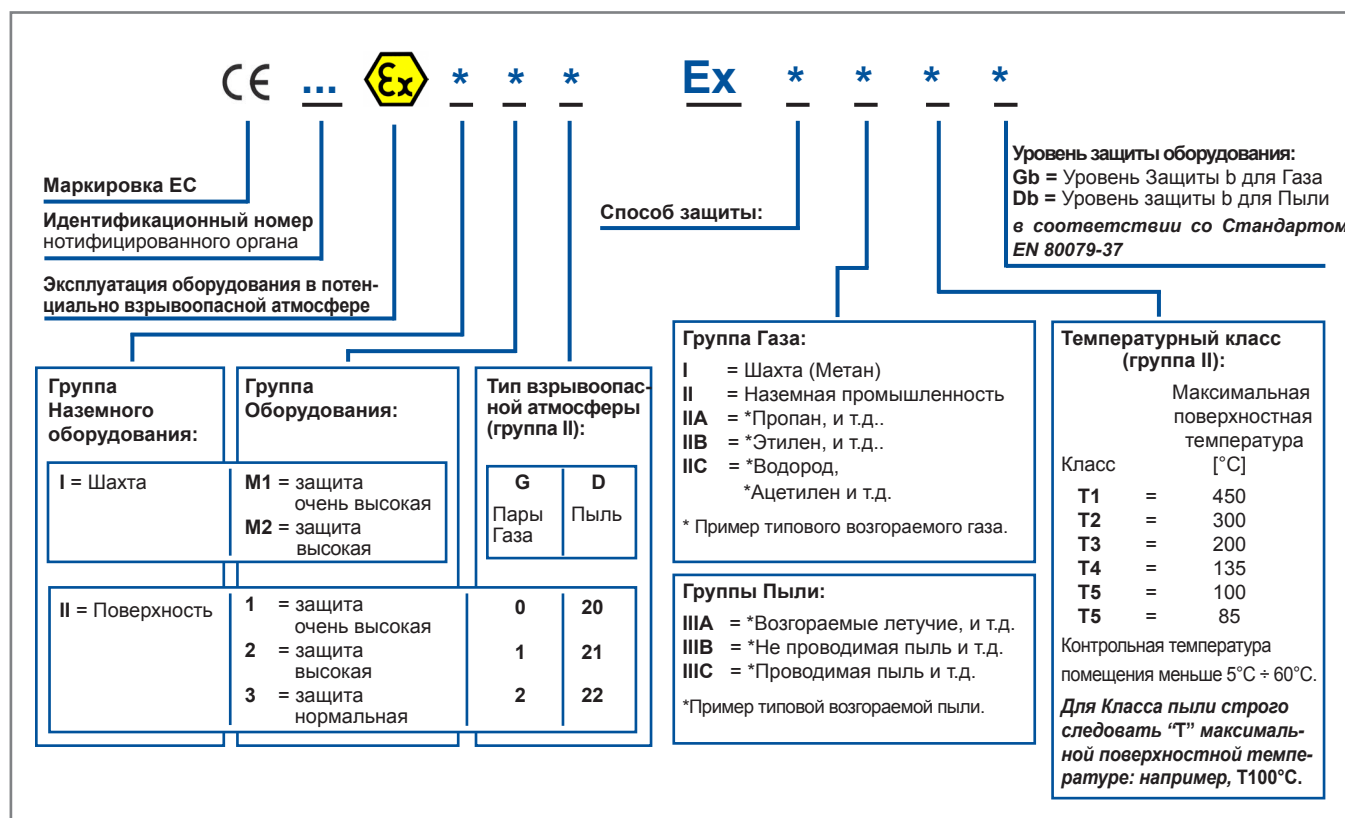 CE ... Ex * * * Ex * * * *
Маркировка ЕС
Идентификационный номер
нотифицированного органа
Эксплуатация оборудования в потен-
циально взрывоопасной атмосфере
Способ защиты:
Уровень защиты оборудования:
Gb = Уровень Защиты b для Газа
Db = Уровень защиты b для Пыли
в соответствии со Стандартом
EN 80079-37
Группа
Наземного
оборудования:
Группа
Оборудования:
Тип взрывоопас-
ной атмосферы
(группа II):
I = Шахта
M1 = защита
очень высокая
M2 = защита
высокая
G D
Пары Пыль
Газа
II = Поверхность
1 = защита
очень высокая
2 = защита
высокая
3 = защита
нормальная
0 20
1 21
2 22
Группа Газа:
I = Шахта (Метан)
II = Наземная промышленность
IIA = *Пропан, и т.д..
IIB = *Этилен, и т.д..
IIC = *Водород,
*Ацетилен и т.д.
* Пример типового возгораемого газа.
Группы Пыли:
IIIA = *Возгораемые летучие, и т.д.
IIIB = *Не проводимая пыль и т.д.
IIIC = *Проводимая пыль и т.д.
*Пример типовой возгораемой пыли.
Температурный класс
(группа II):
Максимальная
поверхностная
температура
Класс [°C]
T1 = 450
T2 = 300
T3 = 200
T4 = 135
T5 = 100
T5 = 85
Контрольная температура
помещения меньше 5°C ÷ 60°C.
Для Класса пыли строго
следовать “T” максималь-
ной поверхностной темпе-
ратуре: например, T100°C.